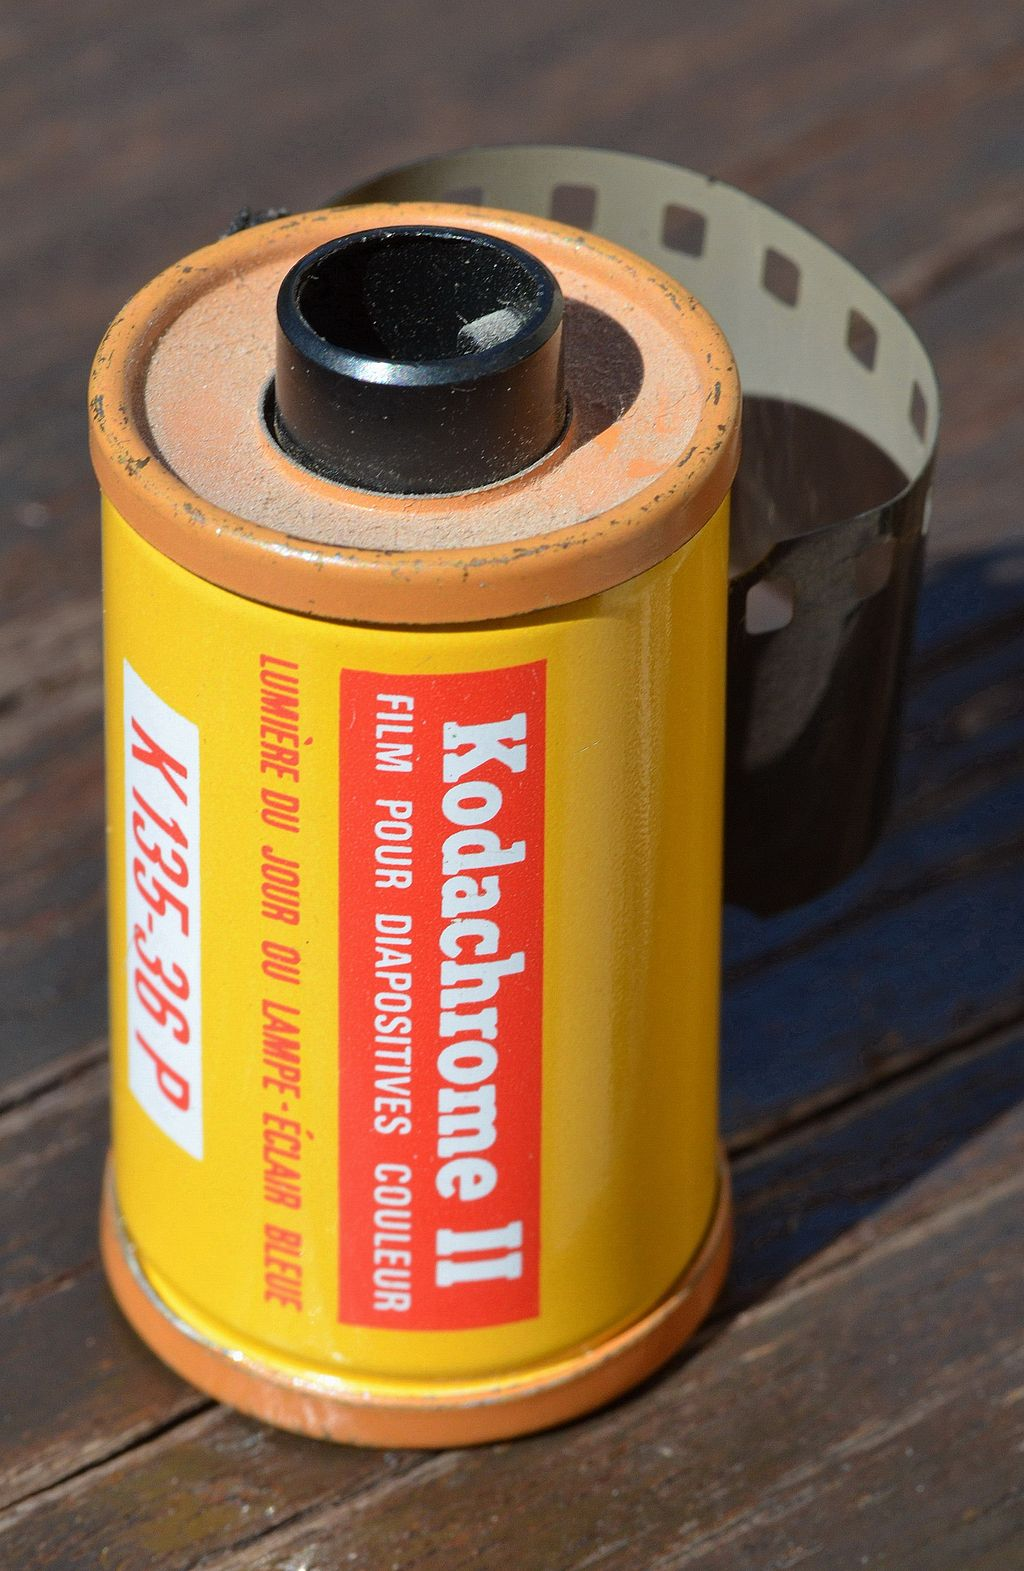 Kodachrome II
FILM POUR DIAPOSITIVES COULEUR
LUMIÈRE DU JOUR OU LAMPE-ÉCLAIR BLEUE
K135-36 P